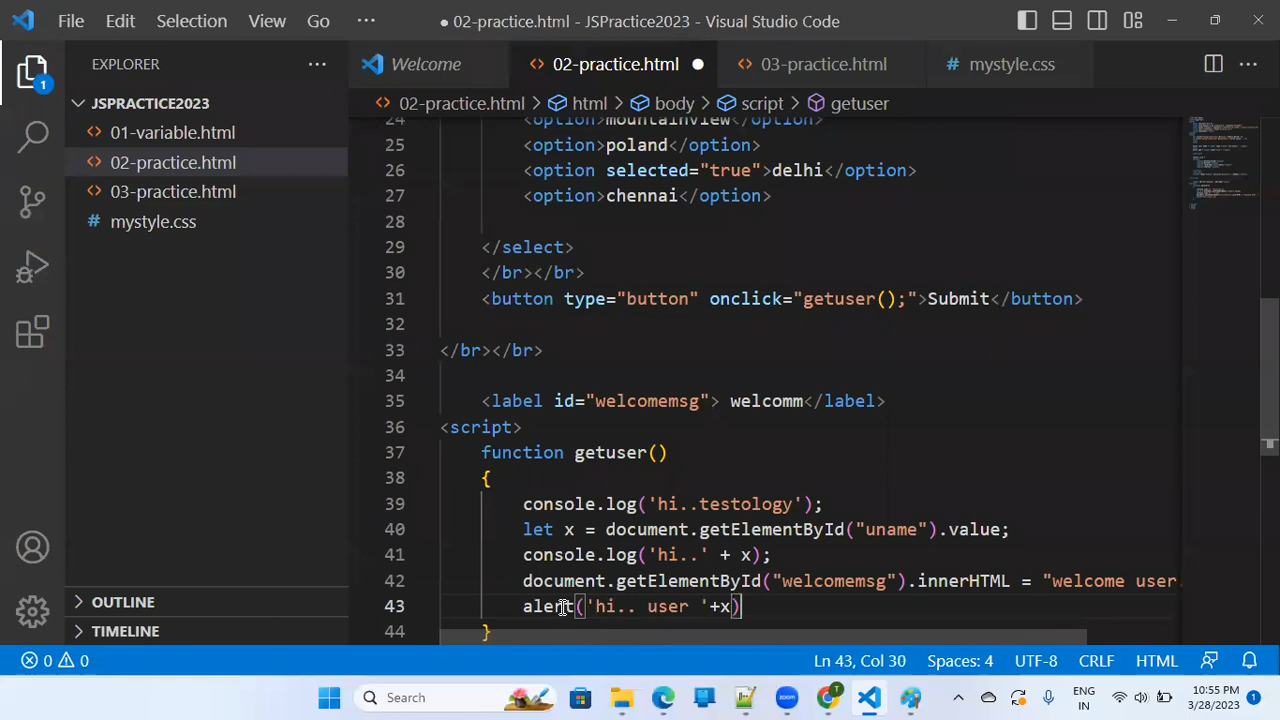 File Edit Selection View Go ··· ● 02-practice.html - JSPractice2023 - Visual Studio Code
EXPLORER ···
1
JSPRACTICE2023
<> 01-variable.html
<> 02-practice.html
<> 03-practice.html
# mystyle.css
OUTLINE
TIMELINE
Welcome <> 02-practice.html ● <> 03-practice.html # mystyle.css
<> 02-practice.html > html > body > script > getuser
24 <option>mountainview</option>
25 <option>poland</option>
26 <option selected="true">delhi</option>
27 <option>chennai</option>
28
29 </select>
30 </br></br>
31 <button type="button" onclick="getuser();">Submit</button>
32
33 </br></br>
34
35 <label id="welcomemsg"> welcomm</label>
36 <script>
37 function getuser()
38 {
39 console.log('hi..testology');
40 let x = document.getElementById("uname").value;
41 console.log('hi..' + x);
42 document.getElementById("welcomemsg").innerHTML = "welcome user
43 alert('hi.. user '+x)
44 }
0 0 Ln 43, Col 30 Spaces: 4 UTF-8 CRLF HTML
Search zoom T ENG IN 10:55 PM 3/28/2023 1